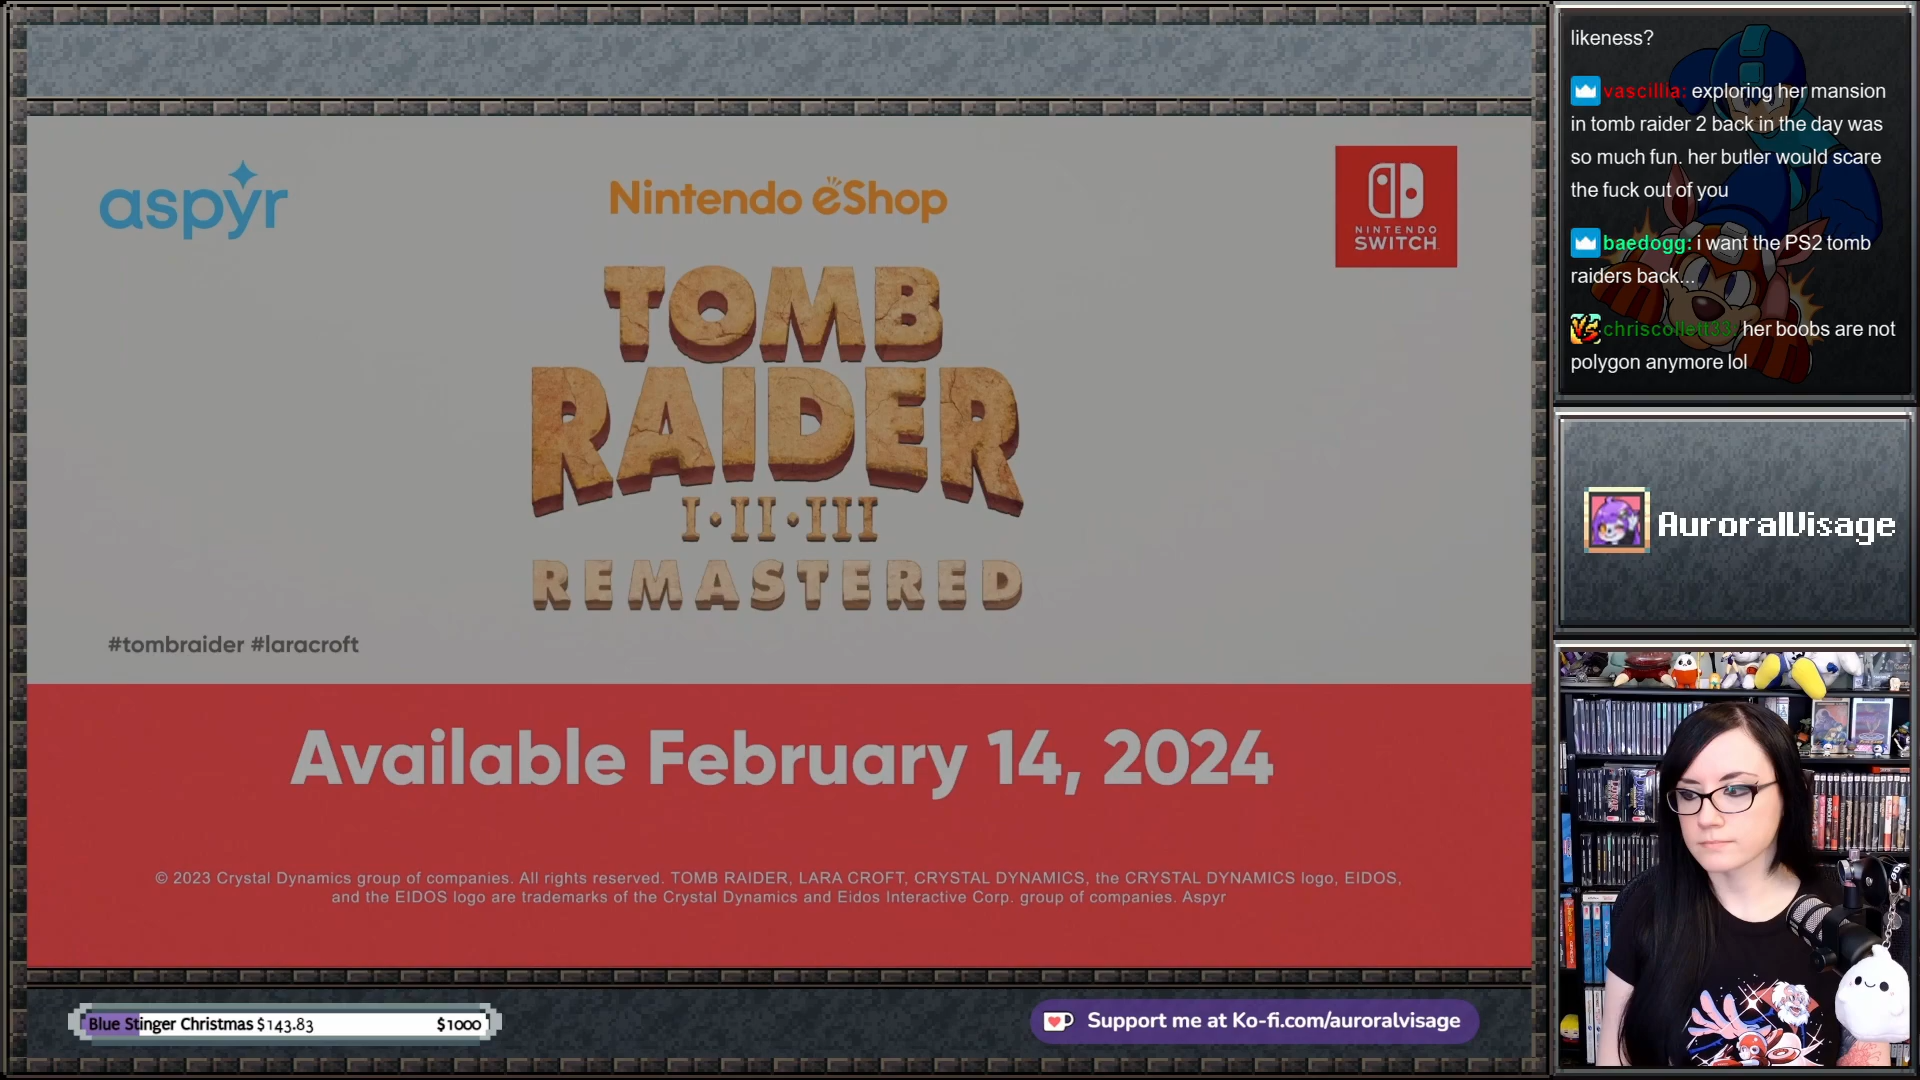 aspyr
Nintendo eShop
NINTENDO
SWITCH
TOMB
RAIDER
I·II·III
REMASTERED
#tombraider #laracroft
Available February 14, 2024
© 2023 Crystal Dynamics group of companies. All rights reserved. TOMB RAIDER, LARA CROFT, CRYSTAL DYNAMICS, the CRYSTAL DYNAMICS logo, EIDOS,
and the EIDOS logo are trademarks of the Crystal Dynamics and Eidos Interactive Corp. group of companies. Aspyr
Blue Stinger Christmas $143.83 $1000
Support me at Ko-fi.com/auroralvisage
likeness?
vascillia: exploring her mansion
in tomb raider 2 back in the day was
so much fun. her butler would scare
the fuck out of you
baedogg: i want the PS2 tomb
raiders back...
chriscollett33: her boobs are not
polygon anymore lol
AuroralVisage